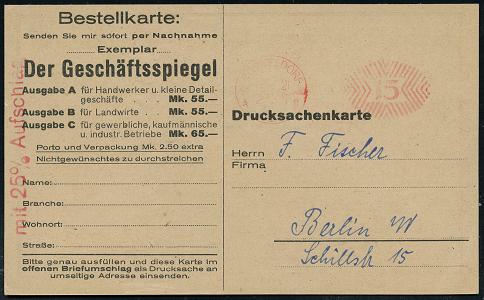 Bestellkarte:
Senden Sie mir sofort per Nachnahme
Exemplar
Der Geschäftsspiegel
Ausgabe A für Handwerker u. kleine Detail-
geschäfte . . Mk. 55.—
Ausgabe B für Landwirte . . Mk. 55.—
Ausgabe C für gewerbliche, kaufmännische
u. industr. Betriebe Mk. 65.—
Porto und Verpackung Mk. 2.50 extra
Nichtgewünschtes zu durchstreichen
Name:
Branche:
Wohnort:
Straße:
Bitte genau ausfüllen und diese Karte im
offenen Briefumschlag als Drucksache an
umseitige Adresse einsenden.
mit 25% Aufschlag
15
Drucksachenkarte
Herrn F. Fischer
Firma
Berlin W
Schillstr 15